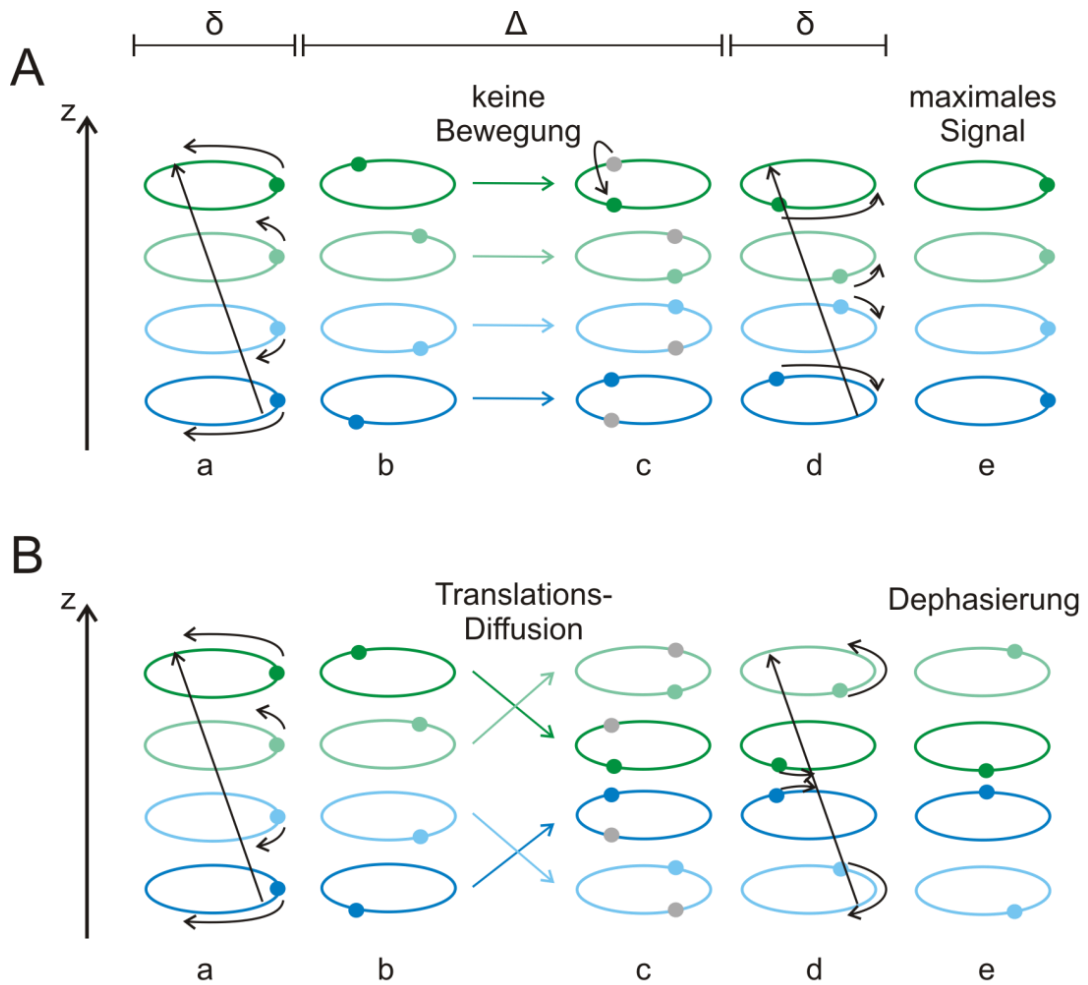 δ Δ δ
A
z
keine
Bewegung
maximales
Signal
a b c d e
B
z
Translations-
Diffusion
Dephasierung
a b c d e